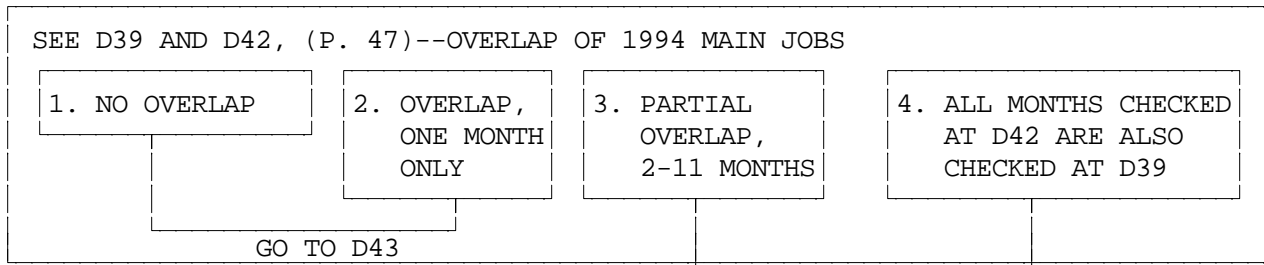 SEE D39 AND D42, (P. 47)--OVERLAP OF 1994 MAIN JOBS
1. NO OVERLAP
2. OVERLAP,
ONE MONTH
ONLY
3. PARTIAL
OVERLAP,
2-11 MONTHS
4. ALL MONTHS CHECKED
AT D42 ARE ALSO
CHECKED AT D39
GO TO D43